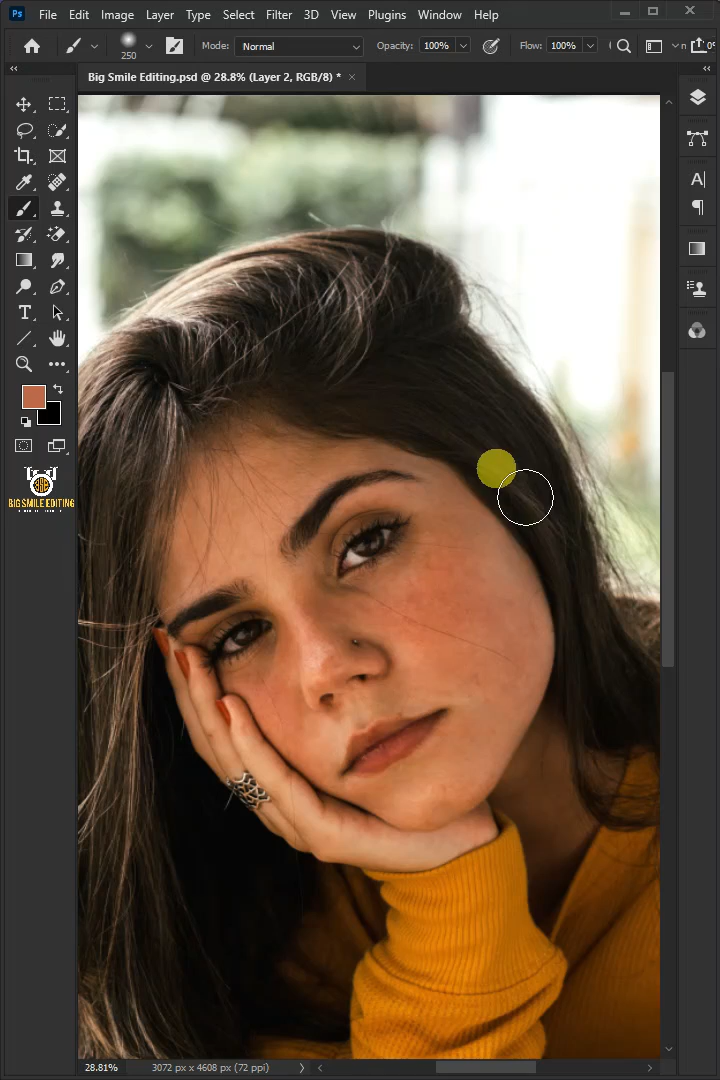 Ps File Edit Image Layer Type Select Filter 3D View Plugins Window Help
250 Mode: Normal Opacity: 100% Flow: 100% 0°
Big Smile Editing.psd @ 28.8% (Layer 2, RGB/8) *
BIG SMILE EDITING
28.81% 3072 px x 4608 px (72 ppi)